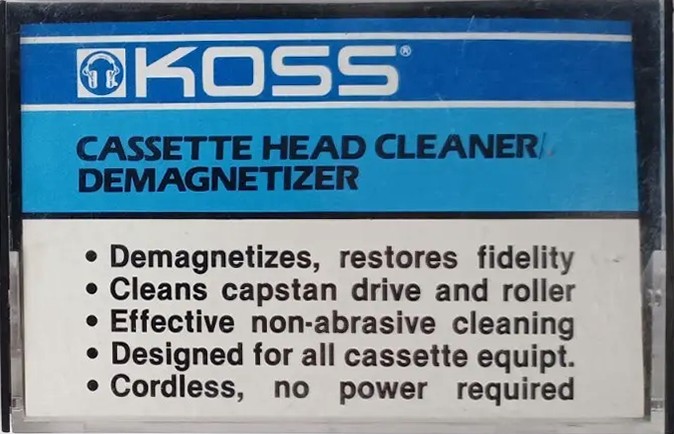 KOSS®
CASSETTE HEAD CLEANER/
DEMAGNETIZER
• Demagnetizes, restores fidelity
• Cleans capstan drive and roller
• Effective non-abrasive cleaning
• Designed for all cassette equipt.
• Cordless, no power required